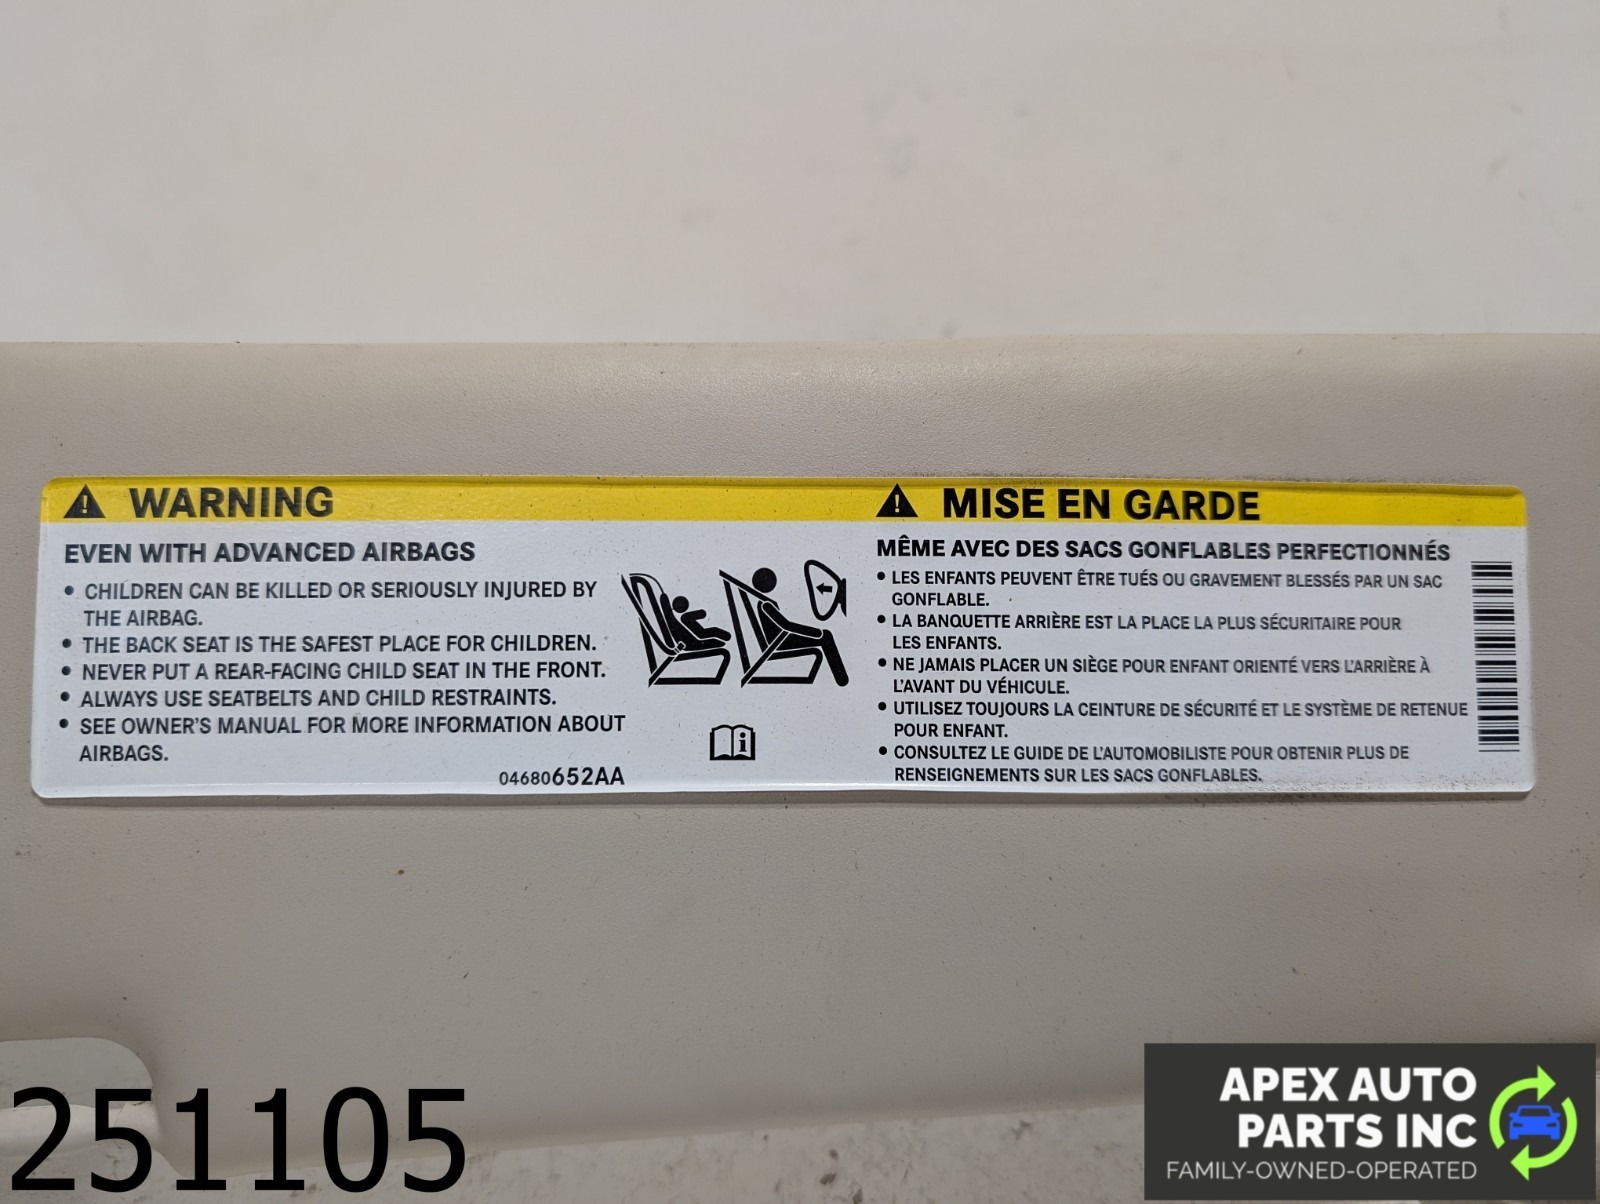 WARNING
EVEN WITH ADVANCED AIRBAGS
• CHILDREN CAN BE KILLED OR SERIOUSLY INJURED BY
THE AIRBAG.
• THE BACK SEAT IS THE SAFEST PLACE FOR CHILDREN.
• NEVER PUT A REAR-FACING CHILD SEAT IN THE FRONT.
• ALWAYS USE SEATBELTS AND CHILD RESTRAINTS.
• SEE OWNER'S MANUAL FOR MORE INFORMATION ABOUT
AIRBAGS.
04680652AA
MISE EN GARDE
MÊME AVEC DES SACS GONFLABLES PERFECTIONNÉS
• LES ENFANTS PEUVENT ÊTRE TUÉS OU GRAVEMENT BLESSÉS PAR UN SAC
GONFLABLE.
• LA BANQUETTE ARRIÈRE EST LA PLACE LA PLUS SÉCURITAIRE POUR
LES ENFANTS.
• NE JAMAIS PLACER UN SIÈGE POUR ENFANT ORIENTÉ VERS L'ARRIÈRE À
L'AVANT DU VÉHICULE.
• UTILISEZ TOUJOURS LA CEINTURE DE SÉCURITÉ ET LE SYSTÈME DE RETENUE
POUR ENFANT.
• CONSULTEZ LE GUIDE DE L'AUTOMOBILISTE POUR OBTENIR PLUS DE
RENSEIGNEMENTS SUR LES SACS GONFLABLES.
251105
APEX AUTO
PARTS INC
FAMILY-OWNED-OPERATED